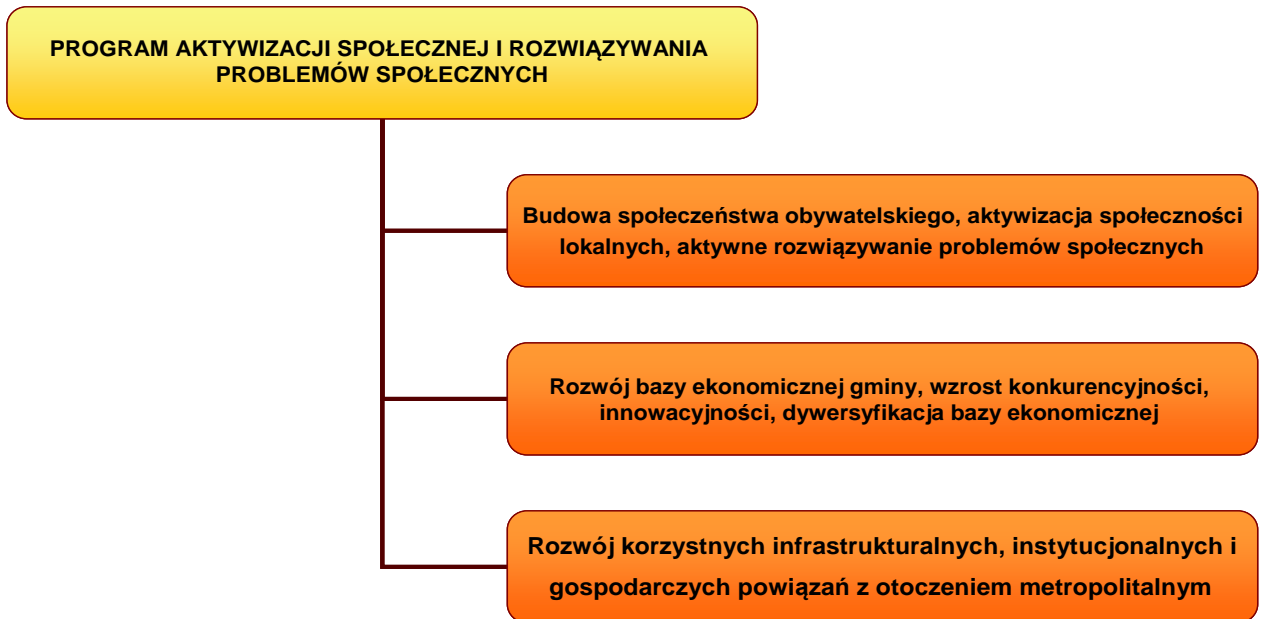 PROGRAM AKTYWIZACJI SPOŁECZNEJ I ROZWIĄZYWANIA
PROBLEMÓW SPOŁECZNYCH
Budowa społeczeństwa obywatelskiego, aktywizacja społeczności
lokalnych, aktywne rozwiązywanie problemów społecznych
Rozwój bazy ekonomicznej gminy, wzrost konkurencyjności,
innowacyjności, dywersyfikacja bazy ekonomicznej
Rozwój korzystnych infrastrukturalnych, instytucjonalnych i
gospodarczych powiązań z otoczeniem metropolitalnym